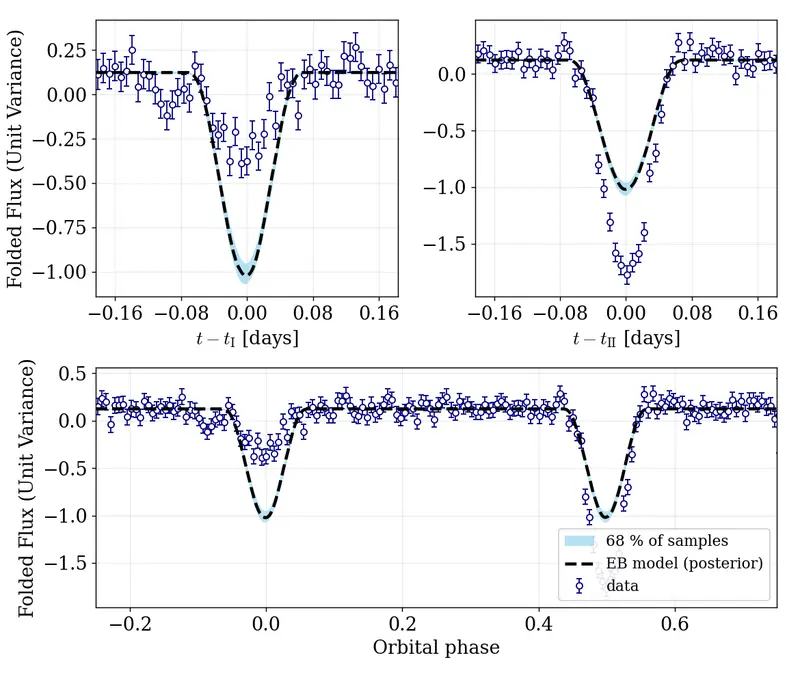 Folded Flux (Unit Variance)
0.25
0.00
−0.25
−0.50
−0.75
−1.00
−0.16 −0.08 0.00 0.08 0.16
t − tI [days]
0.0
−0.5
−1.0
−1.5
−0.16 −0.08 0.00 0.08 0.16
t − tII [days]
Folded Flux (Unit Variance)
0.5
0.0
−0.5
−1.0
−1.5
−0.2 0.0 0.2 0.4 0.6
Orbital phase
68 % of samples
EB model (posterior)
data